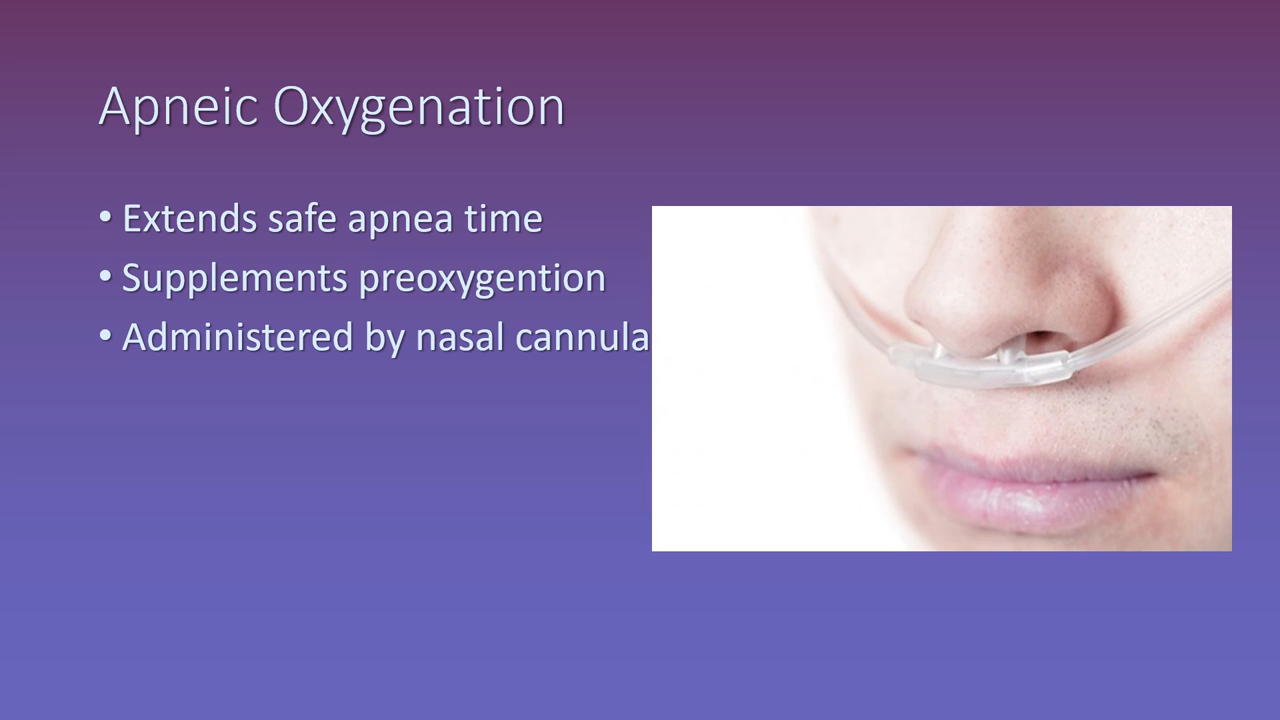 Apneic Oxygenation
• Extends safe apnea time
• Supplements preoxygention
• Administered by nasal cannula